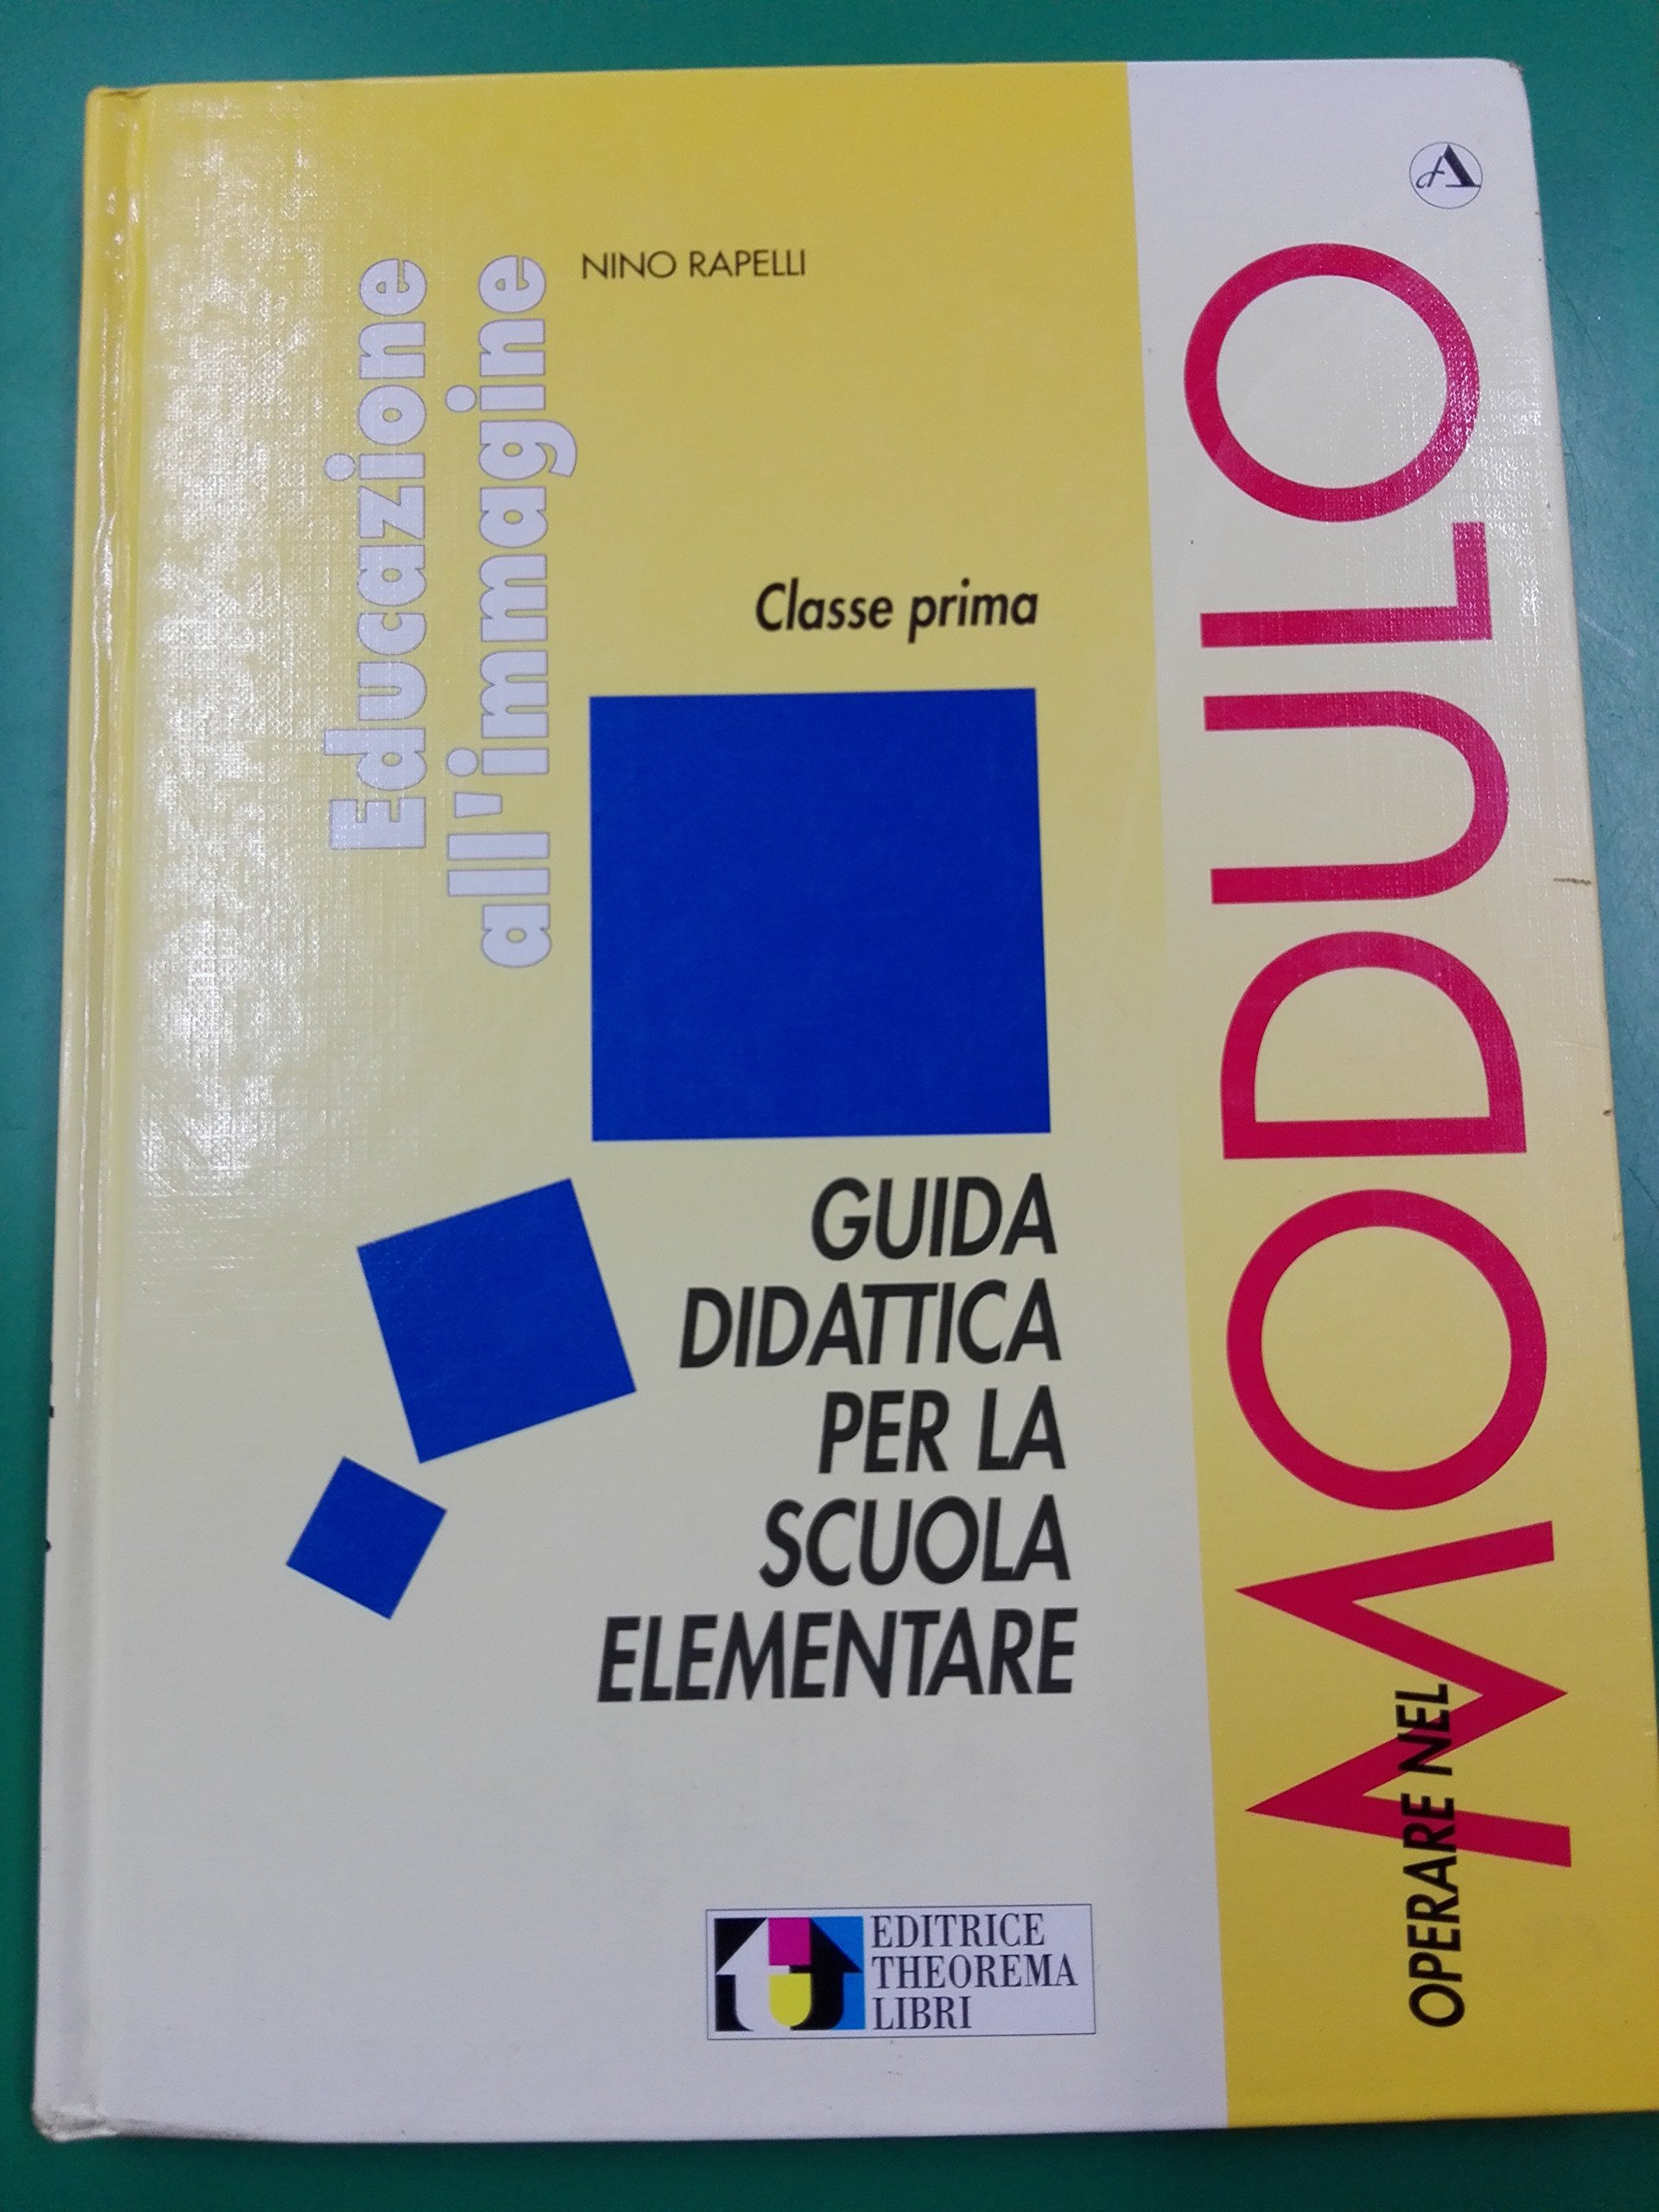 NINO RAPELLI
Educazione
all'immagine
Classe prima
GUIDA
DIDATTICA
PER LA
SCUOLA
ELEMENTARE
OPERARE NEL
MODULO
EDITRICE
THEOREMA
LIBRI